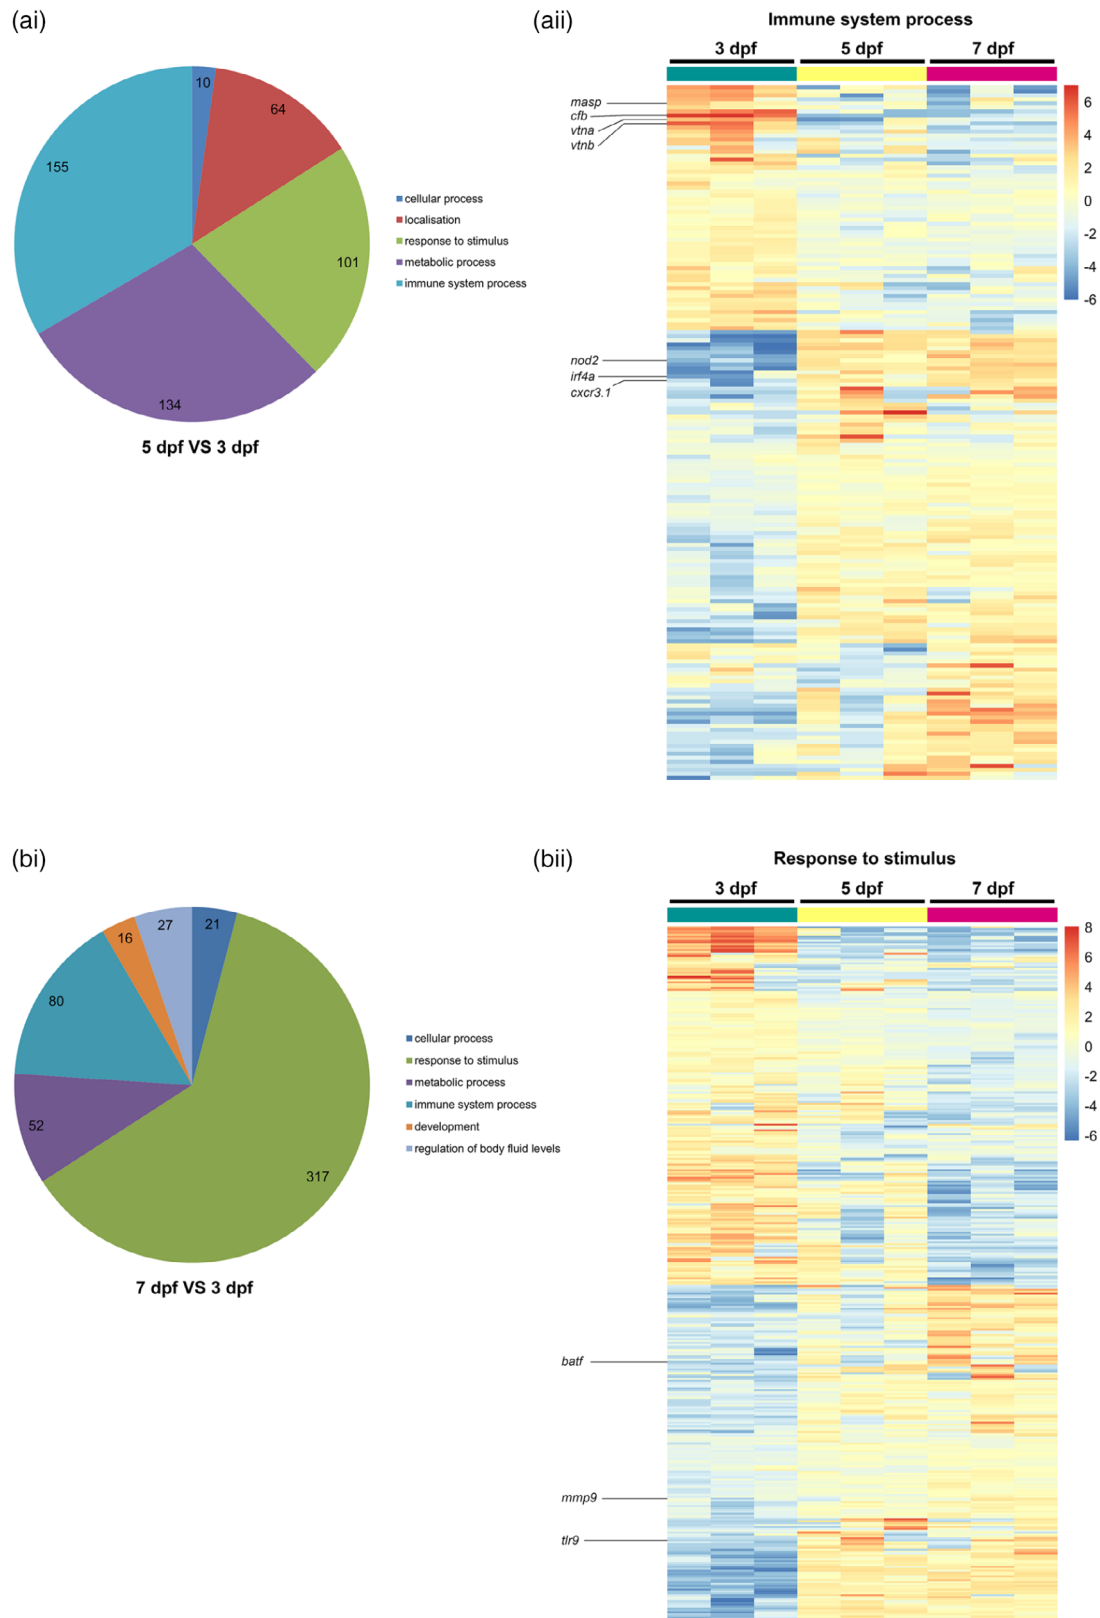 (ai)
10
64
155
101
134
cellular process
localisation
response to stimulus
metabolic process
immune system process
5 dpf VS 3 dpf
(aii)
Immune system process
3 dpf
5 dpf
7 dpf
masp
cfb
vtna
vtnb
nod2
irf4a
cxcr3.1
6
4
2
0
-2
-4
-6
(bi)
21
27
16
80
52
317
cellular process
response to stimulus
metabolic process
immune system process
development
regulation of body fluid levels
7 dpf VS 3 dpf
(bii)
Response to stimulus
3 dpf
5 dpf
7 dpf
batf
mmp9
tlr9
8
6
4
2
0
-2
-4
-6